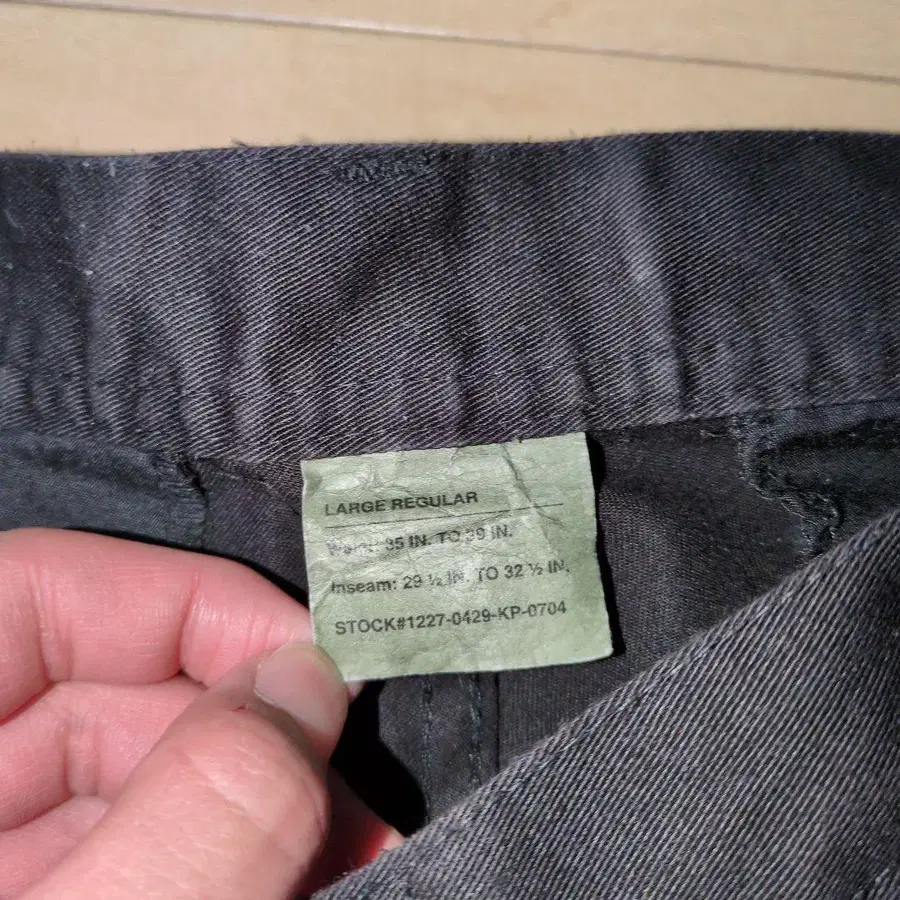 LARGE REGULAR
Waist: 35 IN. TO 39 IN.
Inseam: 29 ½ IN. TO 32 ½ IN.
STOCK#1227-0429-KP-0704